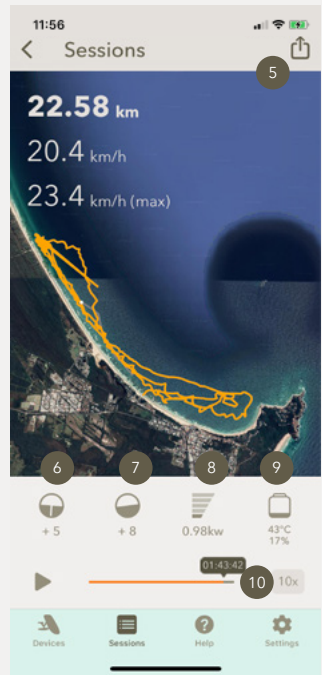 11:56
Sessions
5
22.58 km
20.4 km/h
23.4 km/h (max)
6 7 8 9
+ 5 + 8 0.98kw 43°C
17%
01:43:42
10 10x
Devices Sessions Help Settings